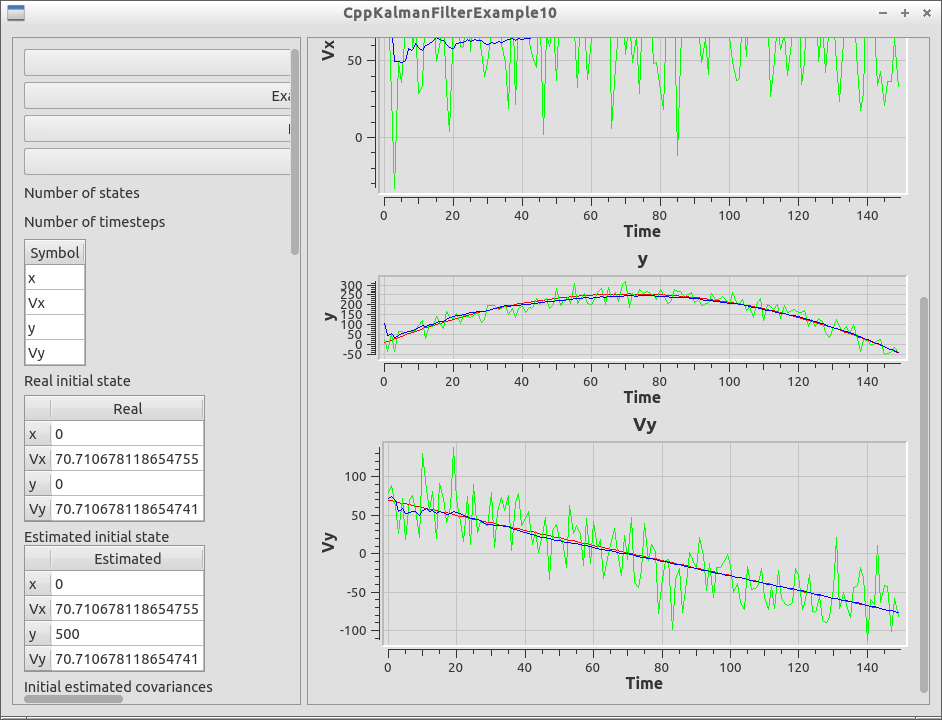 CppKalmanFilterExample10
Exa
Number of states
Number of timesteps
Symbol
x
Vx
y
Vy
Real initial state
Real
x 0
Vx 70.710678118654755
y 0
Vy 70.710678118654741
Estimated initial state
Estimated
x 0
Vx 70.710678118654755
y 500
Vy 70.710678118654741
Initial estimated covariances
Vx
50
0
0 20 40 60 80 100 120 140
Time
y
y
300
250
200
150
100
50
0
-50
0 20 40 60 80 100 120 140
Time
Vy
Vy
100
50
0
-50
-100
0 20 40 60 80 100 120 140
Time